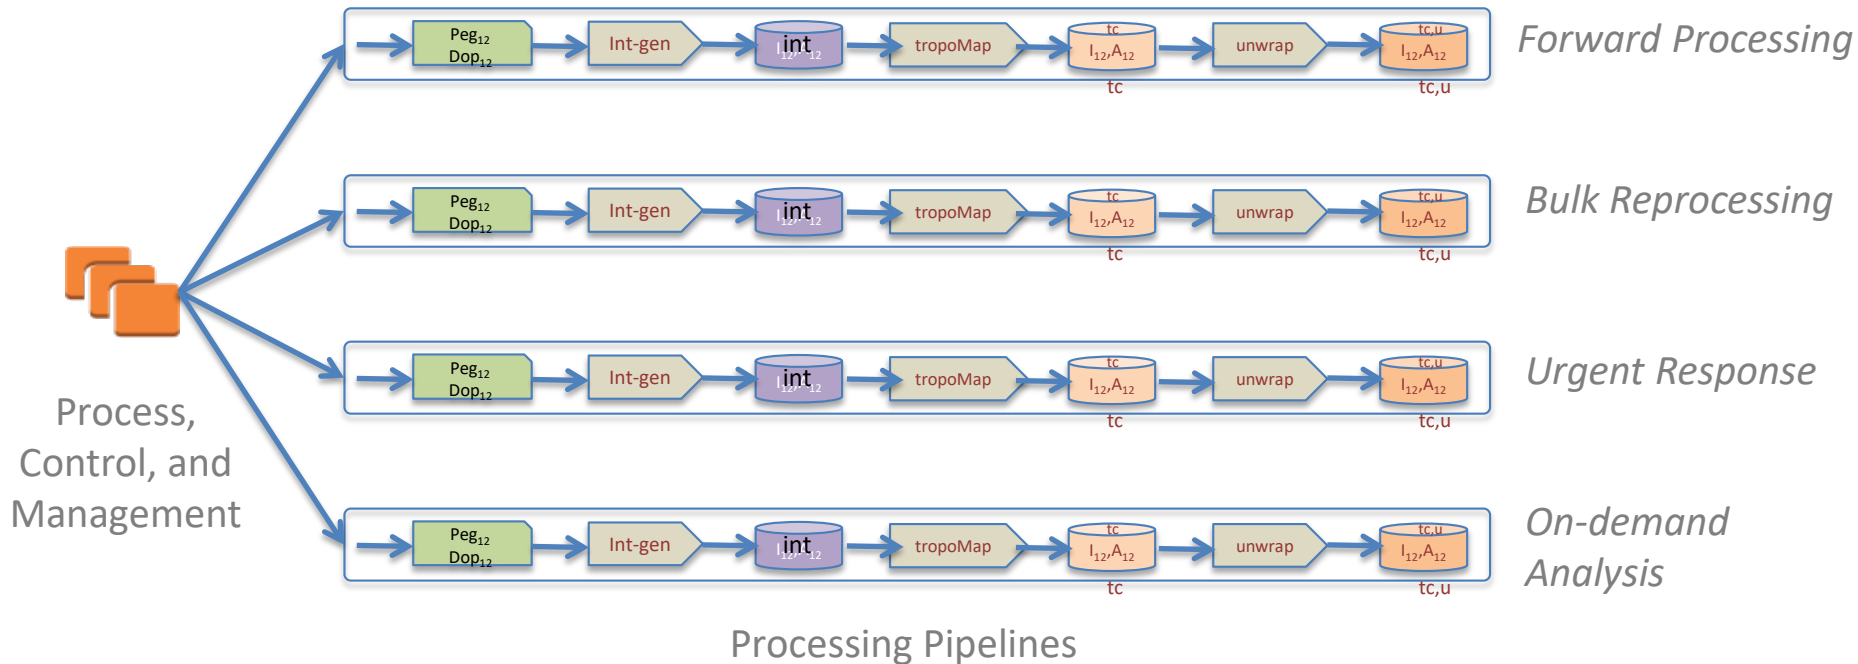 Peg12
Dop12
Int-gen
int
I12,A12
tropoMap
tc
I12,A12
tc
unwrap
tc,u
I12,A12
tc,u
Forward Processing
Peg12
Dop12
Int-gen
int
I12,A12
tropoMap
tc
I12,A12
tc
unwrap
tc,u
I12,A12
tc,u
Bulk Reprocessing
Peg12
Dop12
Int-gen
int
I12,A12
tropoMap
tc
I12,A12
tc
unwrap
tc,u
I12,A12
tc,u
Urgent Response
Process,
Control, and
Management
Peg12
Dop12
Int-gen
int
I12,A12
tropoMap
tc
I12,A12
tc
unwrap
tc,u
I12,A12
tc,u
On-demand
Analysis
Processing Pipelines